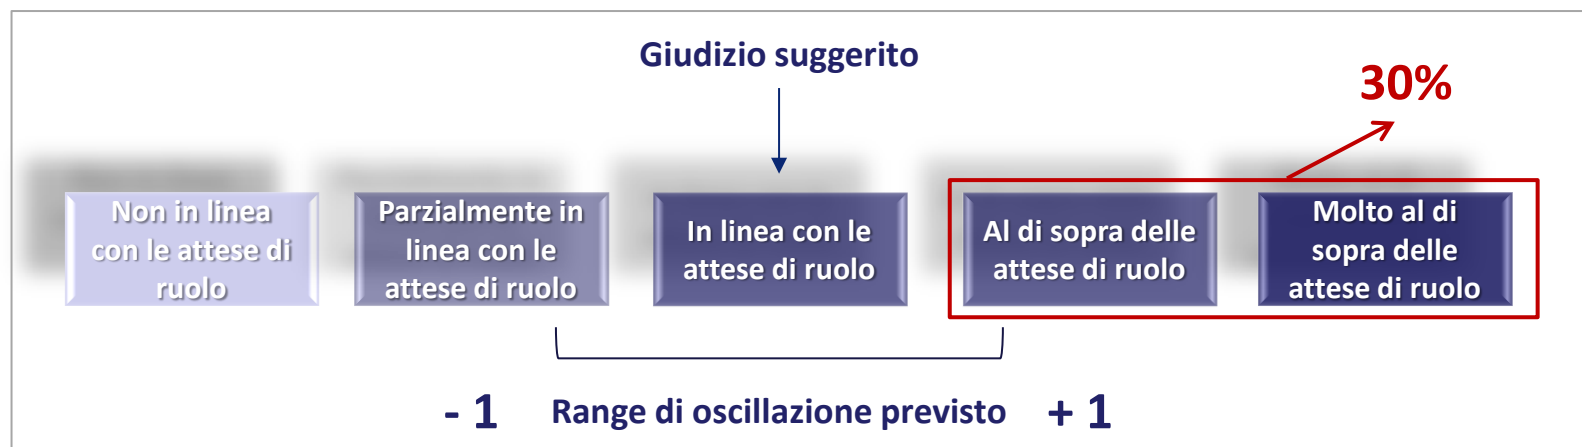 Giudizio suggerito
30%
Non in linea
con le attese di
ruolo
Parzialmente in
linea con le
attese di ruolo
In linea con le
attese di ruolo
Al di sopra delle
attese di ruolo
Molto al di
sopra delle
attese di ruolo
- 1 Range di oscillazione previsto + 1